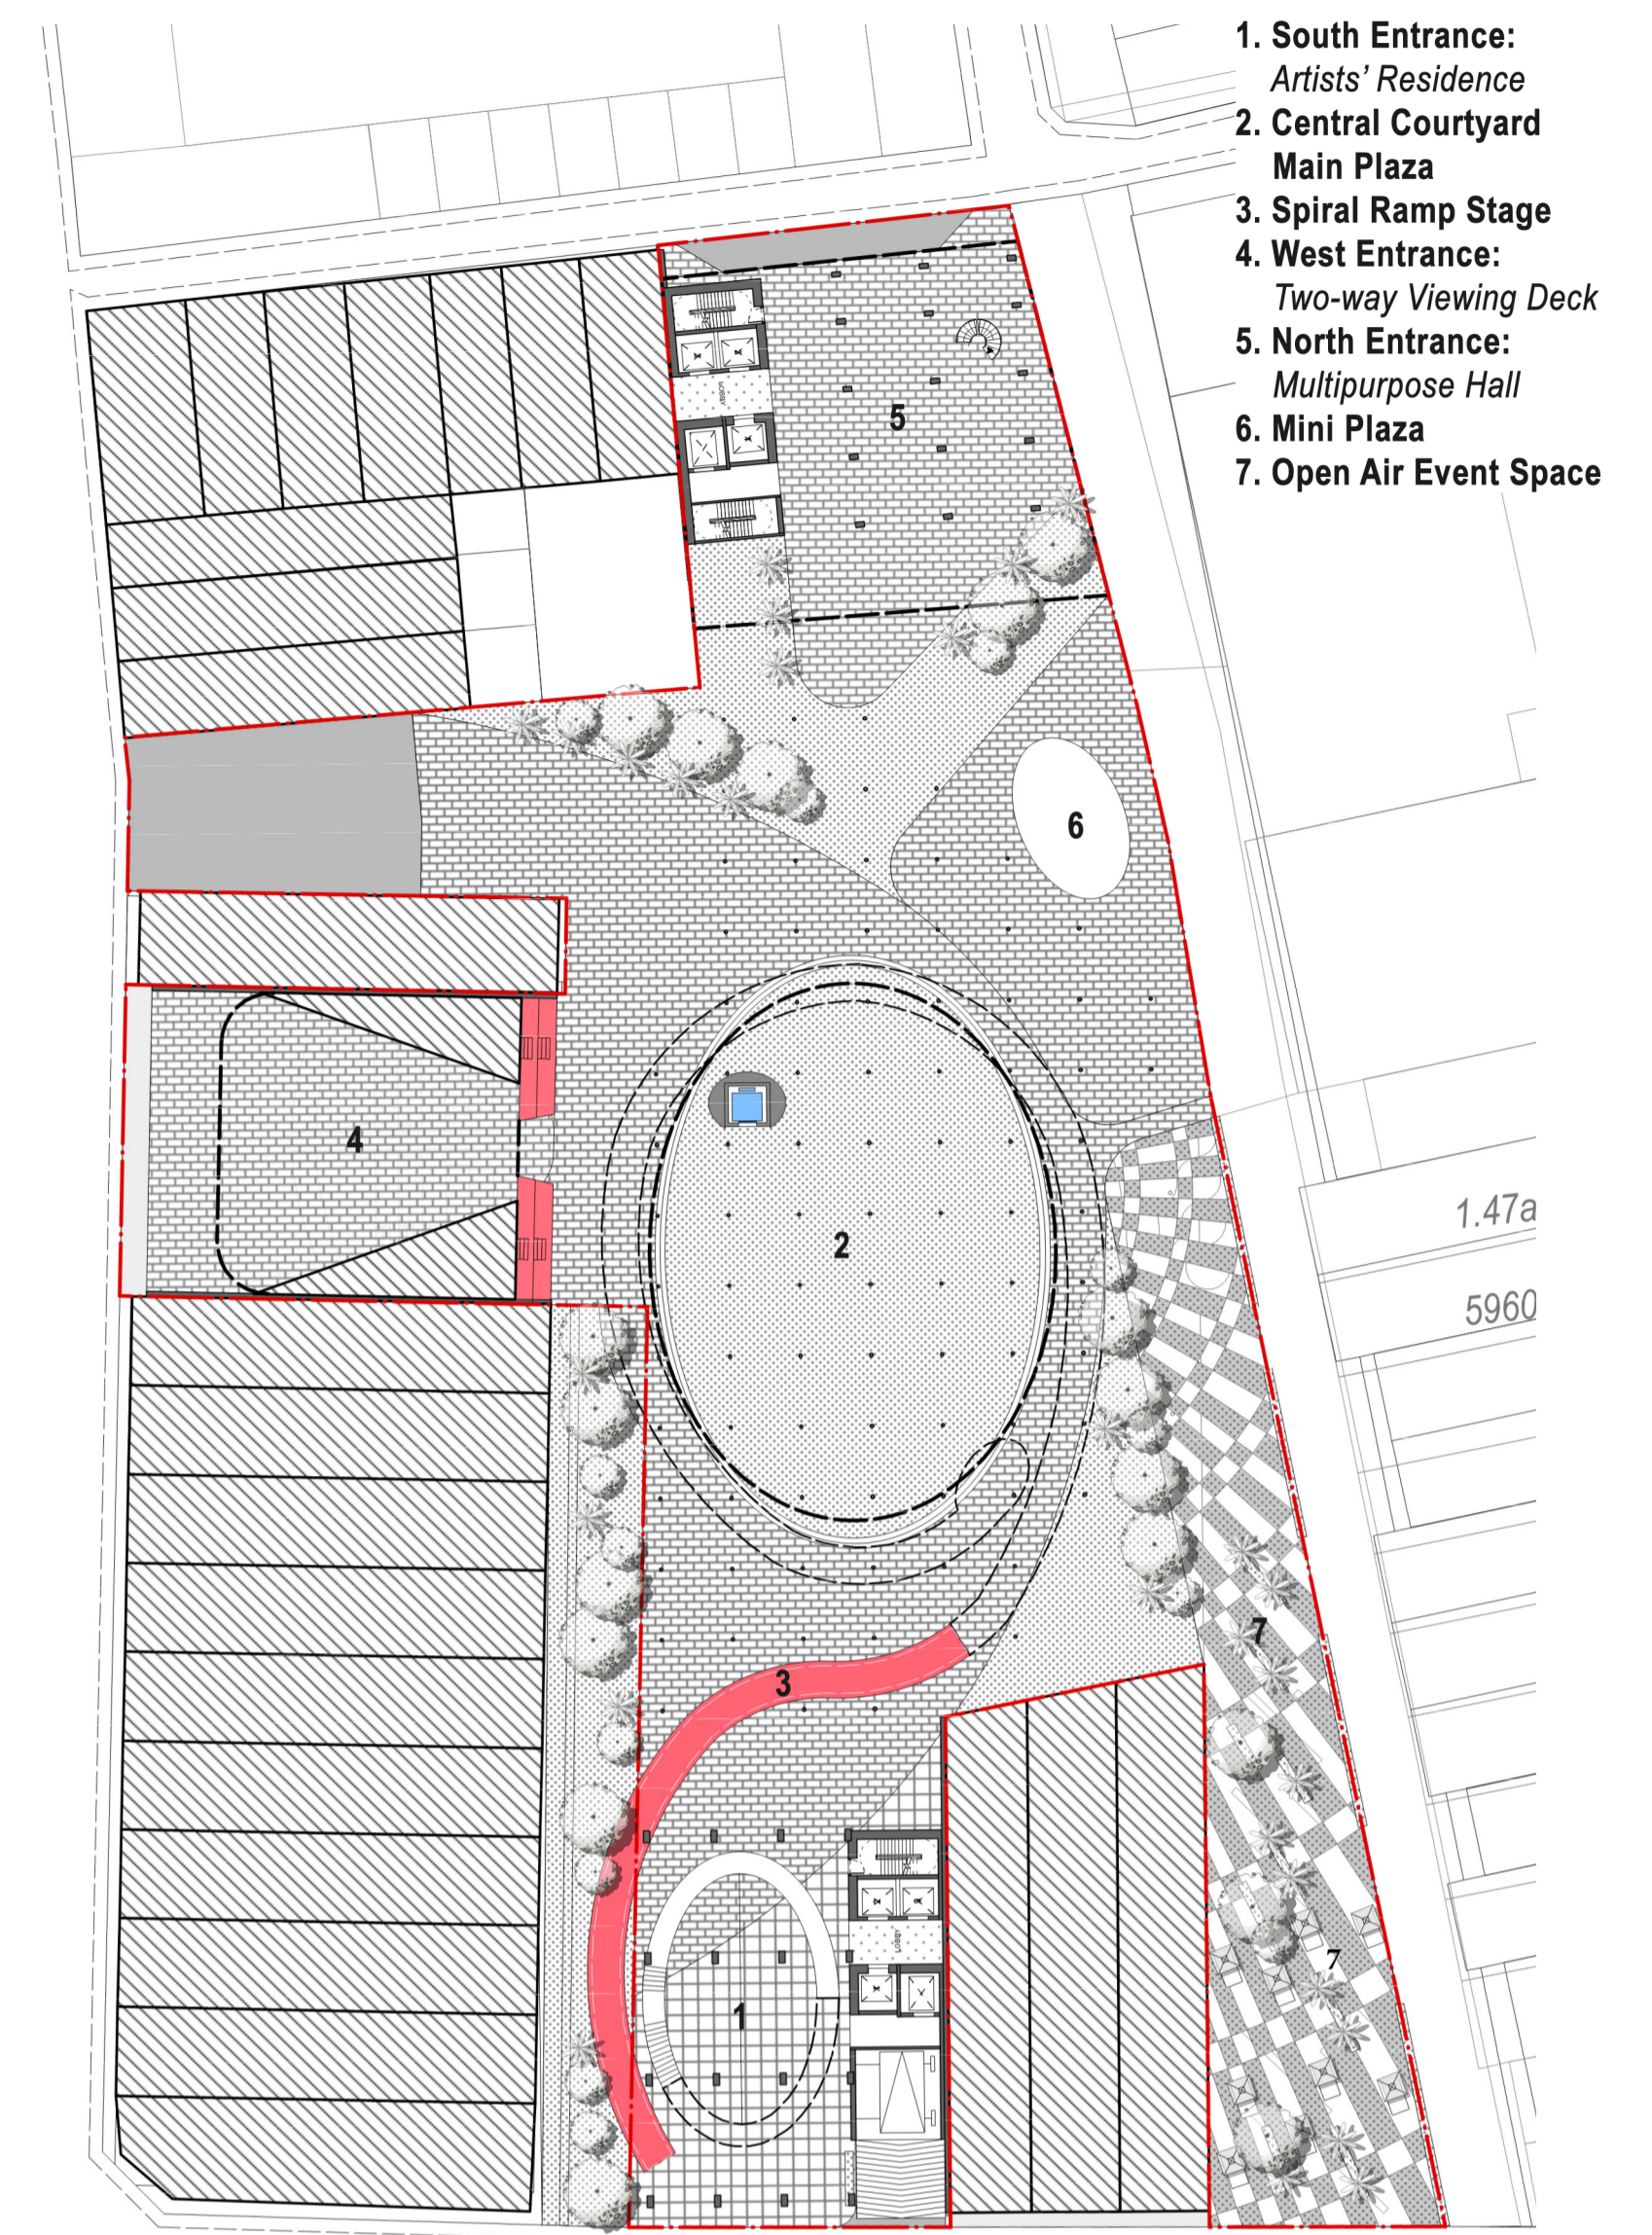 1. South Entrance:
Artists' Residence
2. Central Courtyard
Main Plaza
3. Spiral Ramp Stage
4. West Entrance:
Two-way Viewing Deck
5. North Entrance:
Multipurpose Hall
6. Mini Plaza
7. Open Air Event Space
LOBBY
5
6
4
2
1.47a
5960
7
3
LOBBY
7
1